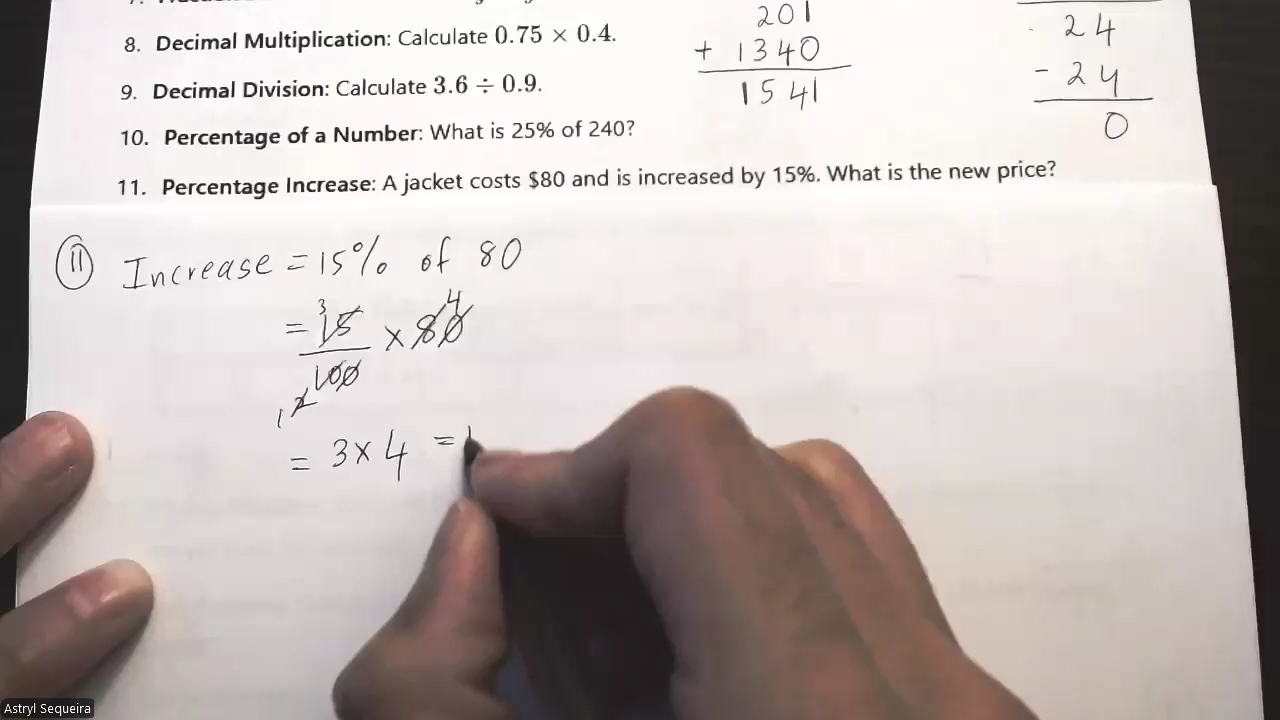 8. Decimal Multiplication: Calculate 0.75 × 0.4.
9. Decimal Division: Calculate 3.6 ÷ 0.9.
10. Percentage of a Number: What is 25% of 240?
11. Percentage Increase: A jacket costs $80 and is increased by 15%. What is the new price?
201
+ 1340
1541
24
- 24
0
11 Increase = 15% of 80
3 4
= 15 × 80
100
1 2
= 3 × 4 =
Astryl Sequeira